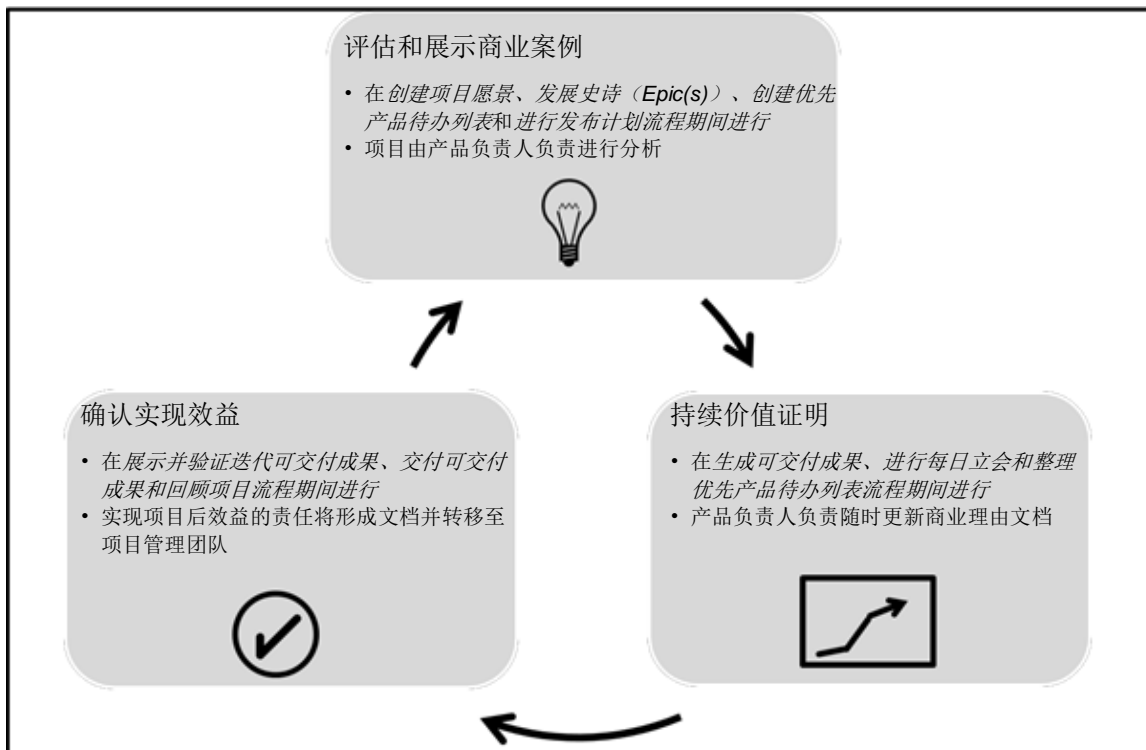 评估和展示商业案例
• 在创建项目愿景、发展史诗（Epic(s)）、创建优先
产品待办列表和进行发布计划流程期间进行
• 项目由产品负责人负责进行分析
确认实现效益
• 在展示并验证迭代可交付成果、交付可交付
成果和回顾项目流程期间进行
• 实现项目后效益的责任将形成文档并转移至
项目管理团队
持续价值证明
• 在生成可交付成果、进行每日立会和整理
优先产品待办列表流程期间进行
• 产品负责人负责随时更新商业理由文档